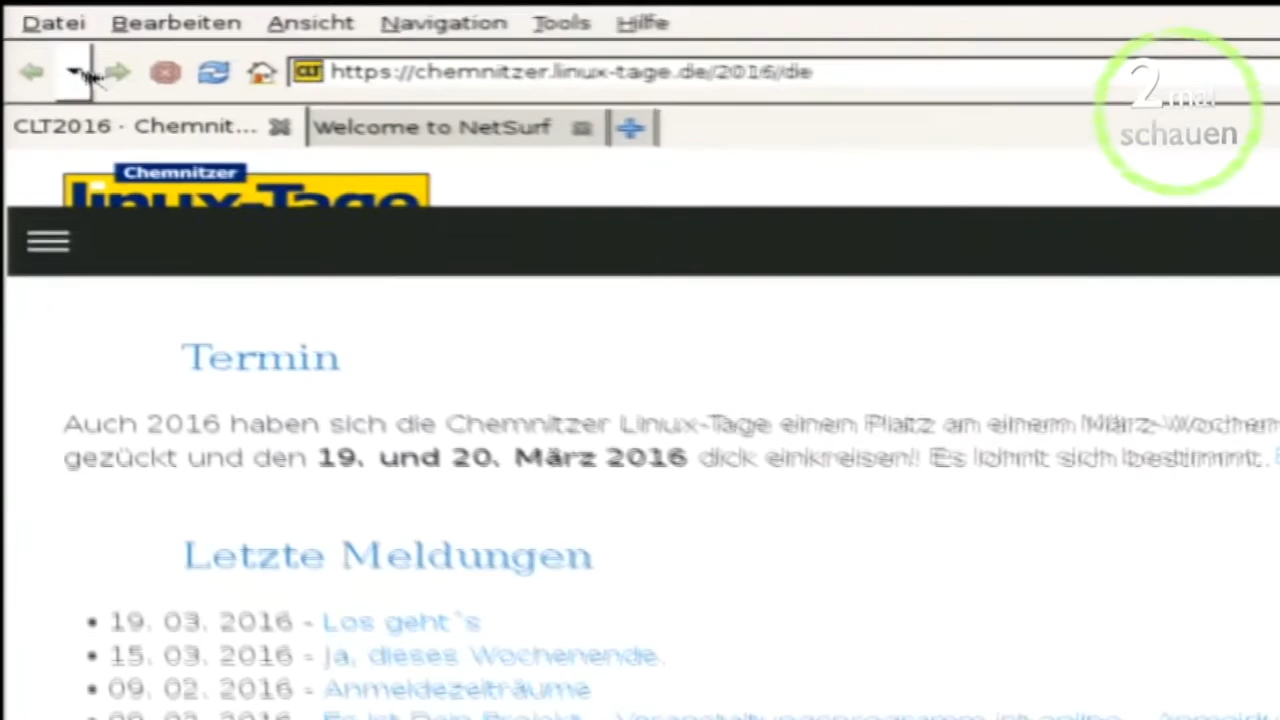 Datei Bearbeiten Ansicht Navigation Tools Hilfe
CLT https://chemnitzer.linux-tage.de/2016//de
2 mal
schauen
CLT2016 · Chemnit... Welcome to NetSurf
Chemnitzer
linux-Tage
Termin
Auch 2016 haben sich die Chemnitzer Linux-Tage einen Platz an einem März-Wochen
gezückt und den 19. und 20. März 2016 dick einkreisen! Es lohnt sich bestimmt.
Letzte Meldungen
• 19. 03. 2016 - Los geht`s
• 15. 03. 2016 - Ja, dieses Wochenende.
• 09. 02. 2016 - Anmeldezeiträume